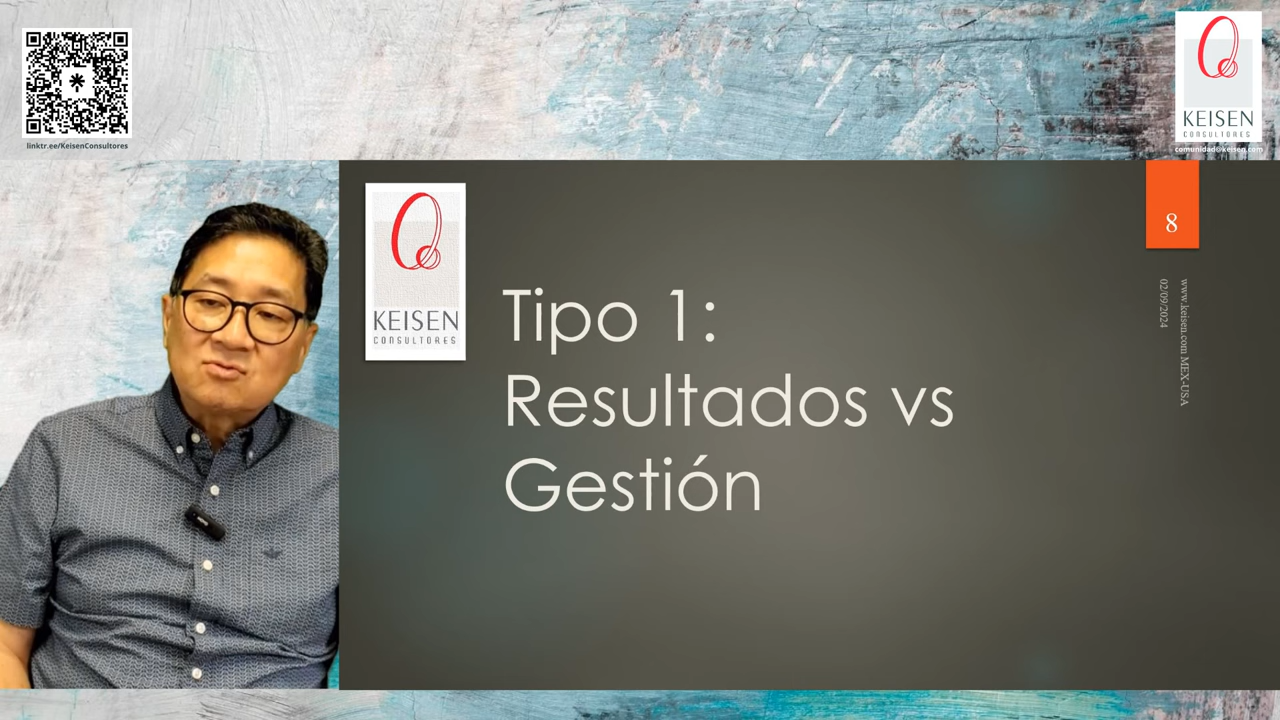 linktr.ee/KeisenConsultores
KEISEN
CONSULTORES
comunidad@keisen.com
KEISEN
CONSULTORES
8
www.keisen.com MEX-USA
02/09/2024
Tipo 1:
Resultados vs
Gestión